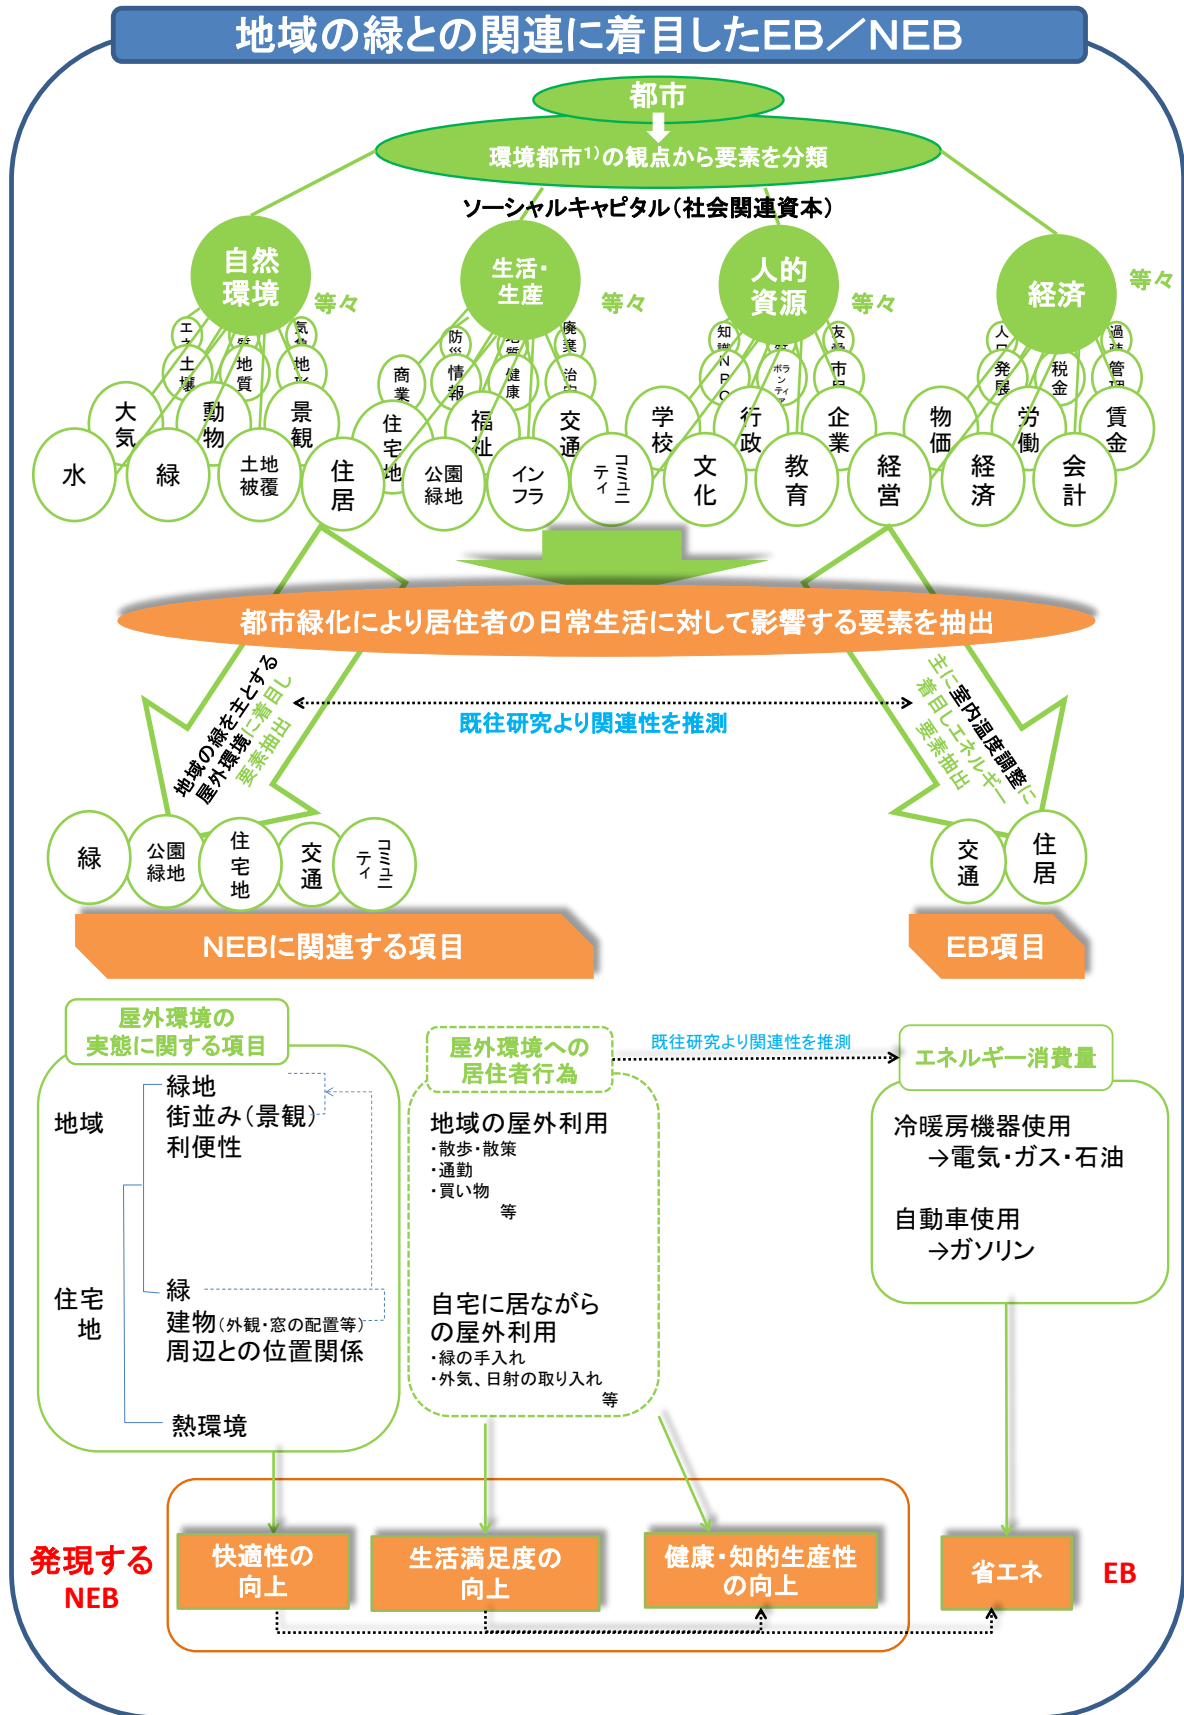 地域の緑との関連に着目したEB／NEB
都市
環境都市1)の観点から要素を分類
ソーシャルキャピタル（社会関連資本）
自然
環境
等々
生活・
生産
等々
人的
資源
等々
経済
等々
気
防災
廃棄
知識
友
人口
過
土壌
地質
地形
商業
情報
健康
治安
NPO
ボランティア
市民
発展
税金
管理
大気
動物
景観
住宅地
福祉
交通
学校
行政
企業
物価
労働
賃金
水
緑
土地
被覆
住居
公園
緑地
イン
フラ
コミュニ
ティ
文化
教育
経営
経済
会計
都市緑化により居住者の日常生活に対して影響する要素を抽出
地域の緑を主とする
屋外環境に着目し
要素抽出
既往研究より関連性を推測
主に室内温度調整に
着目しエネルギー
要素抽出
緑
公園
緑地
住宅地
交通
コミュニ
ティ
交通
住居
NEBに関連する項目
EB項目
屋外環境の
実態に関する項目
屋外環境への
居住者行為
既往研究より関連性を推測
エネルギー消費量
地域
緑地
街並み（景観）
利便性
住宅
地
緑
建物（外観・窓の配置等）
周辺との位置関係
熱環境
地域の屋外利用
・散歩・散策
・通勤
・買い物
等
自宅に居ながら
の屋外利用
・緑の手入れ
・外気、日射の取り入れ
等
冷暖房機器使用
→電気・ガス・石油
自動車使用
→ガソリン
発現する
NEB
快適性の
向上
生活満足度の
向上
健康・知的生産性
の向上
省エネ
EB